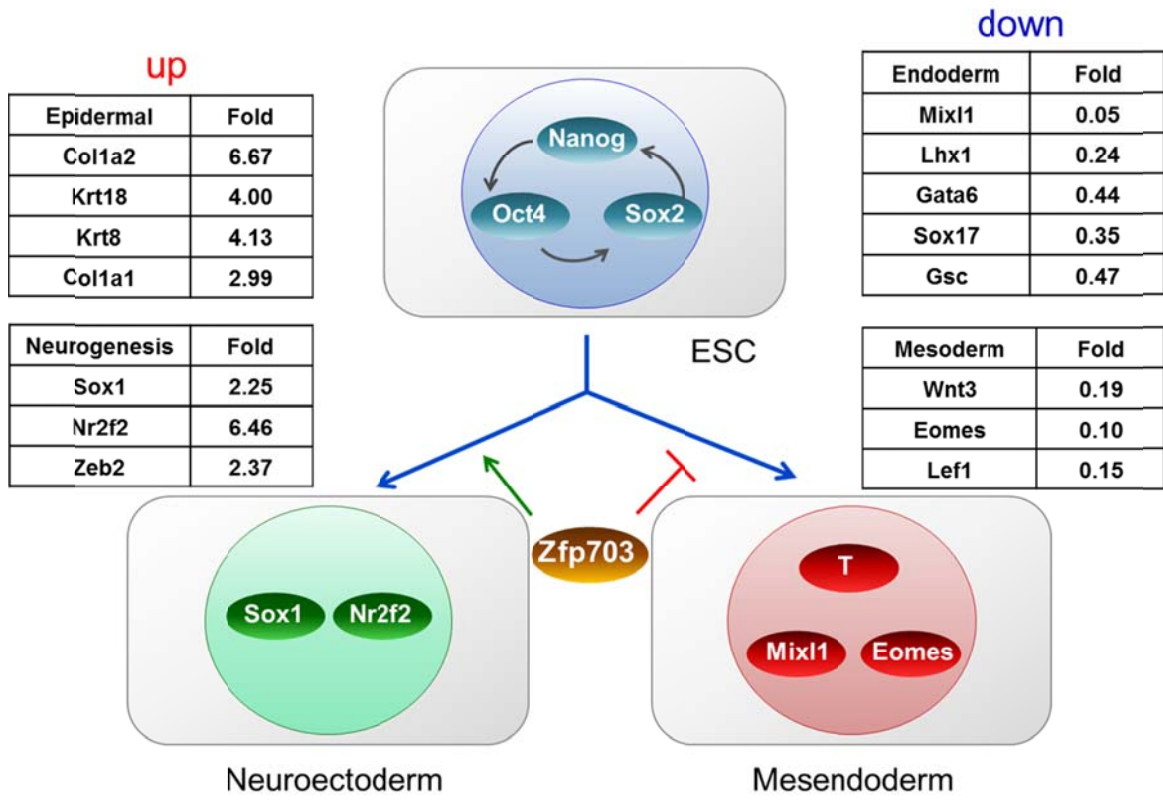 up
Epidermal Fold
Col1a2 6.67
Krt18 4.00
Krt8 4.13
Col1a1 2.99
Neurogenesis Fold
Sox1 2.25
Nr2f2 6.46
Zeb2 2.37
Nanog
Oct4 Sox2
ESC
down
Endoderm Fold
Mixl1 0.05
Lhx1 0.24
Gata6 0.44
Sox17 0.35
Gsc 0.47
Mesoderm Fold
Wnt3 0.19
Eomes 0.10
Lef1 0.15
Zfp703
Sox1 Nr2f2
T
Mixl1 Eomes
Neuroectoderm
Mesendoderm